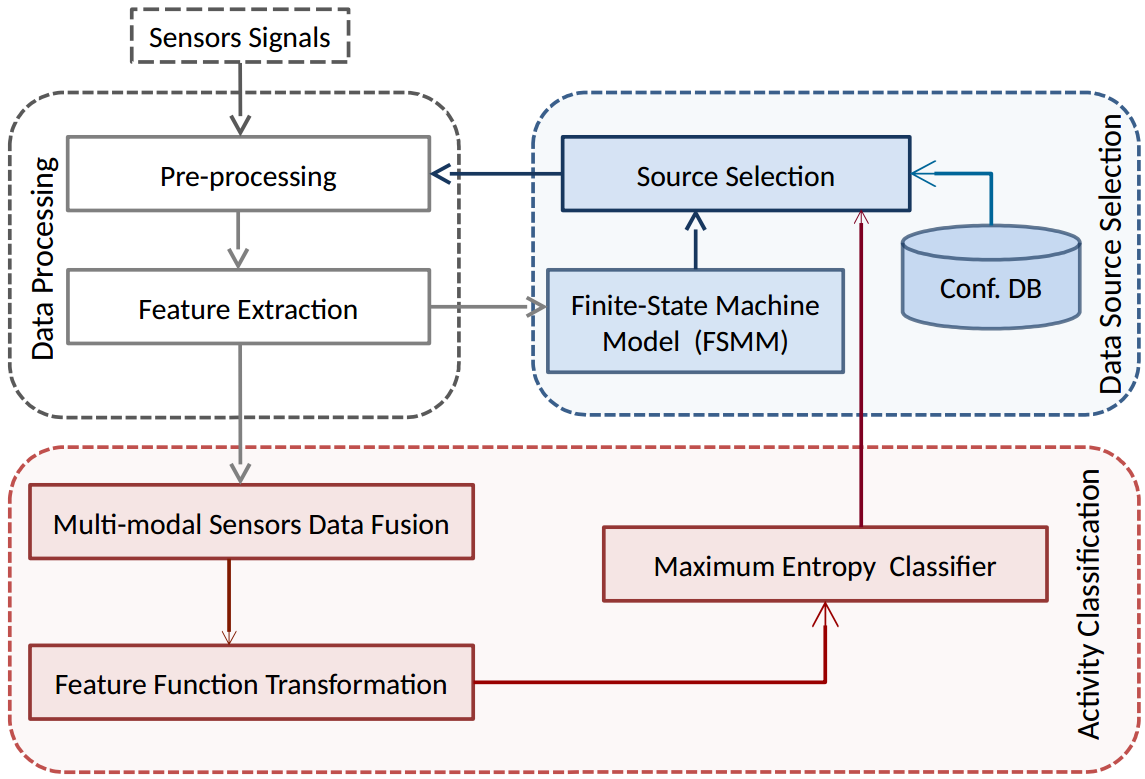 Sensors Signals
Data Processing
Pre-processing
Feature Extraction
Source Selection
Finite-State Machine
Model (FSMM)
Conf. DB
Data Source Selection
Multi-modal Sensors Data Fusion
Feature Function Transformation
Maximum Entropy Classifier
Activity Classification